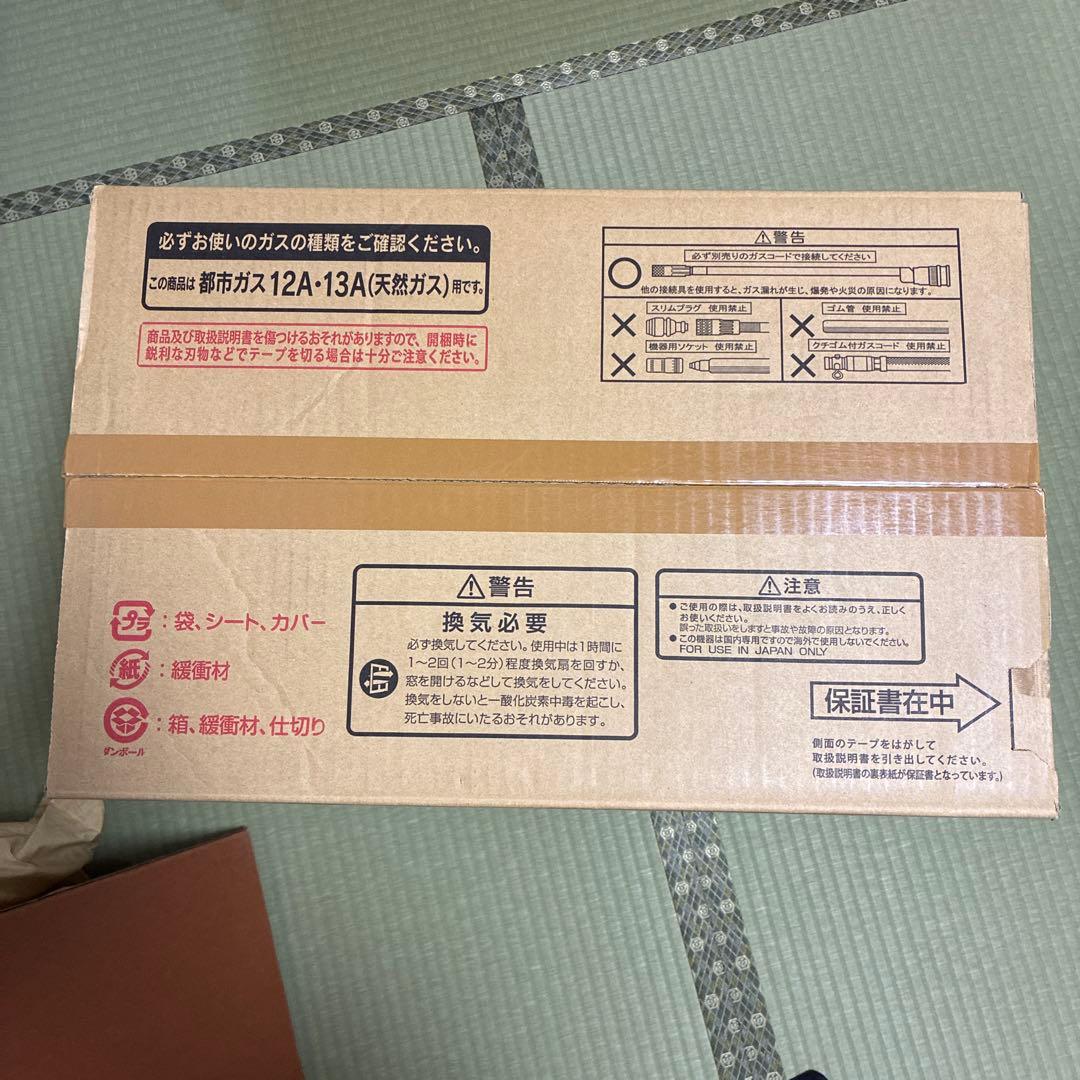 必ずお使いのガスの種類をご確認ください。
この商品は 都市ガス 12A・13A(天然ガス)用です。
商品及び取扱説明書を傷つけるおそれがありますので、開梱時に
鋭利な刃物などでテープを切る場合は十分ご注意ください。
警告
必ず別売りのガスコードで接続してください
他の接続具を使用すると、ガス漏れが生じ、爆発や火災の原因になります。
スリムプラグ 使用禁止
ゴム管 使用禁止
機器用ソケット 使用禁止
クチゴム付ガスコード 使用禁止
プラ
:袋、シート、カバー
紙
:緩衝材
:箱、緩衝材、仕切り
ダンボール
警告
換気必要
必ず換気してください。使用中は1時間に
1~2回(1~2分)程度換気扇を回すか、
窓を開けるなどして換気をしてください。
換気をしないと一酸化炭素中毒を起こし、
死亡事故にいたるおそれがあります。
注意
●ご使用の際は、取扱説明書をよくお読みのうえ、正しく
お使いください。
誤った取扱いをしますと事故や故障の原因となります。
●この機器は国内専用ですので海外で使用しないでください。
FOR USE IN JAPAN ONLY
保証書在中
側面のテープをはがして
取扱説明書を引き出してください。
(取扱説明書の裏表紙が保証書となっています。)